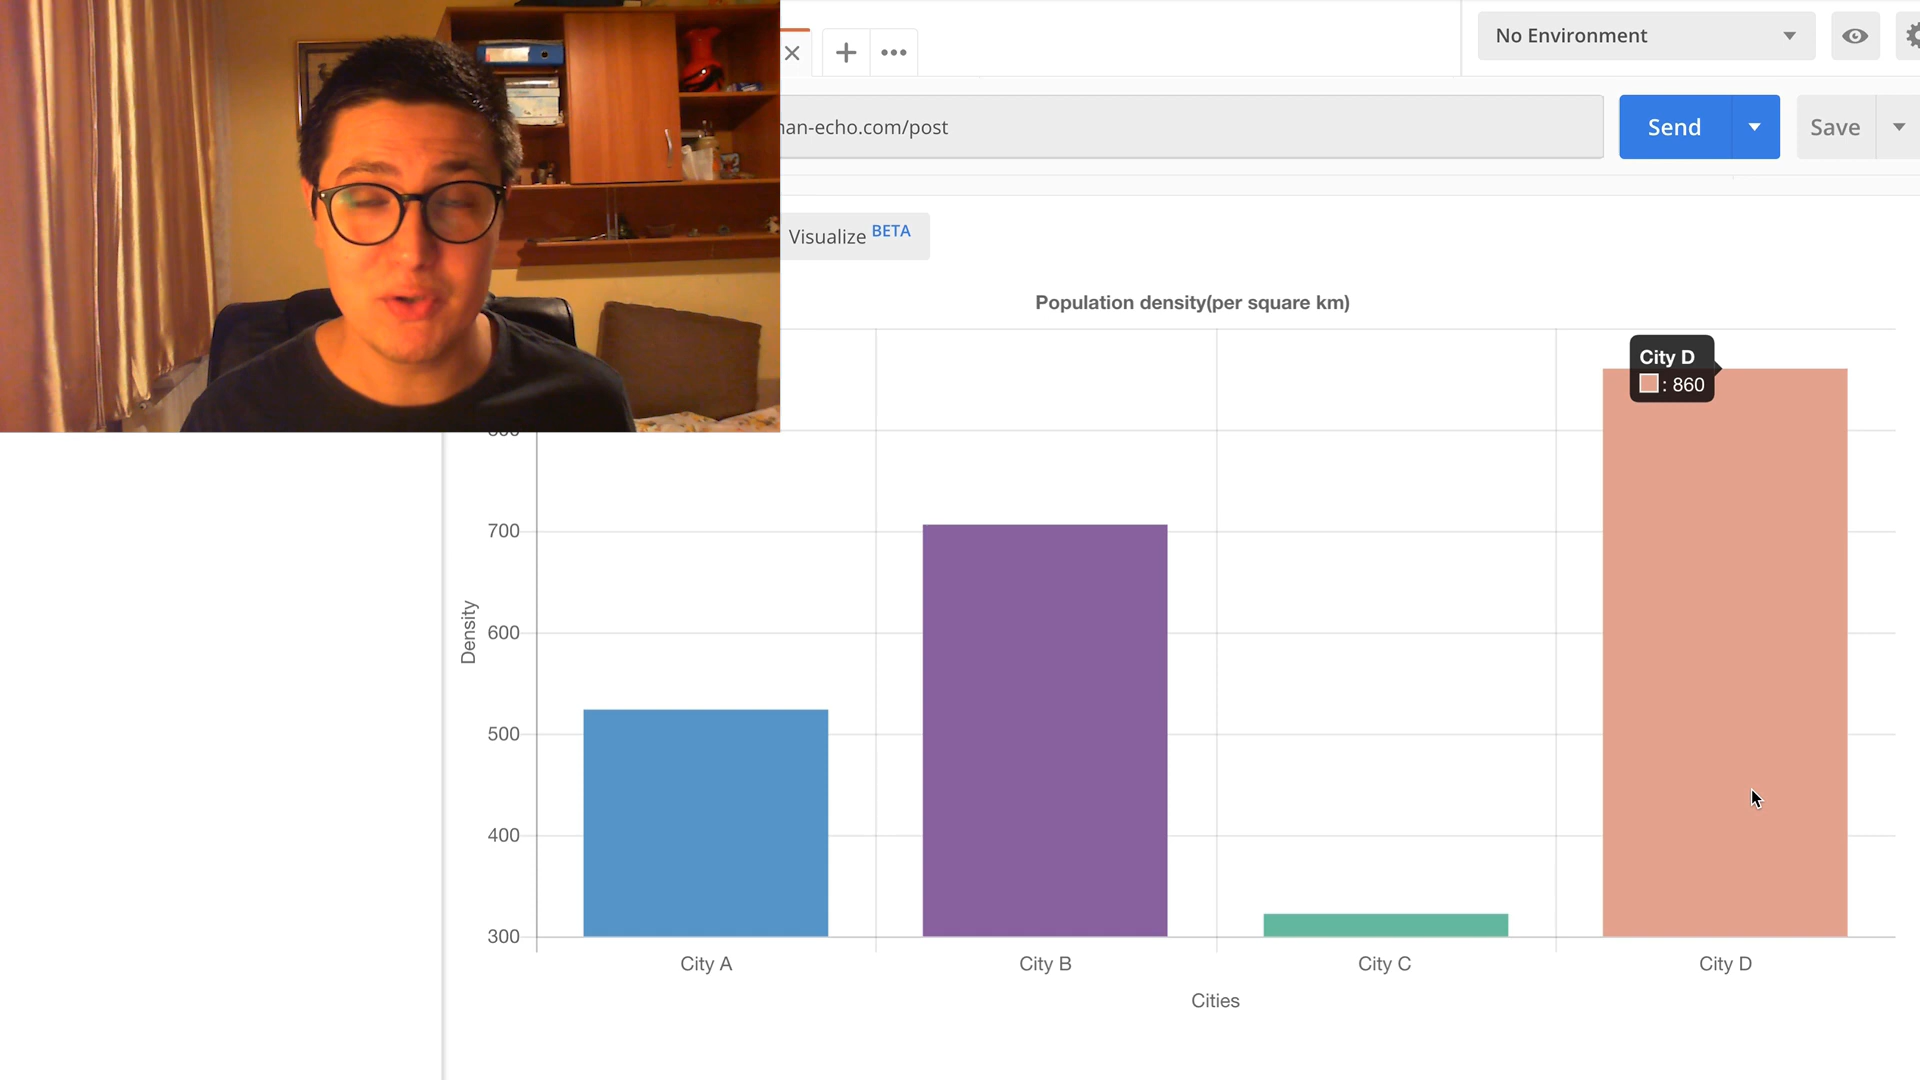 No Environment
nan-echo.com/post
Send
Save
Visualize BETA
Population density(per square km)
City D
: 860
700
600
500
400
300
Density
City A
City B
City C
City D
Cities